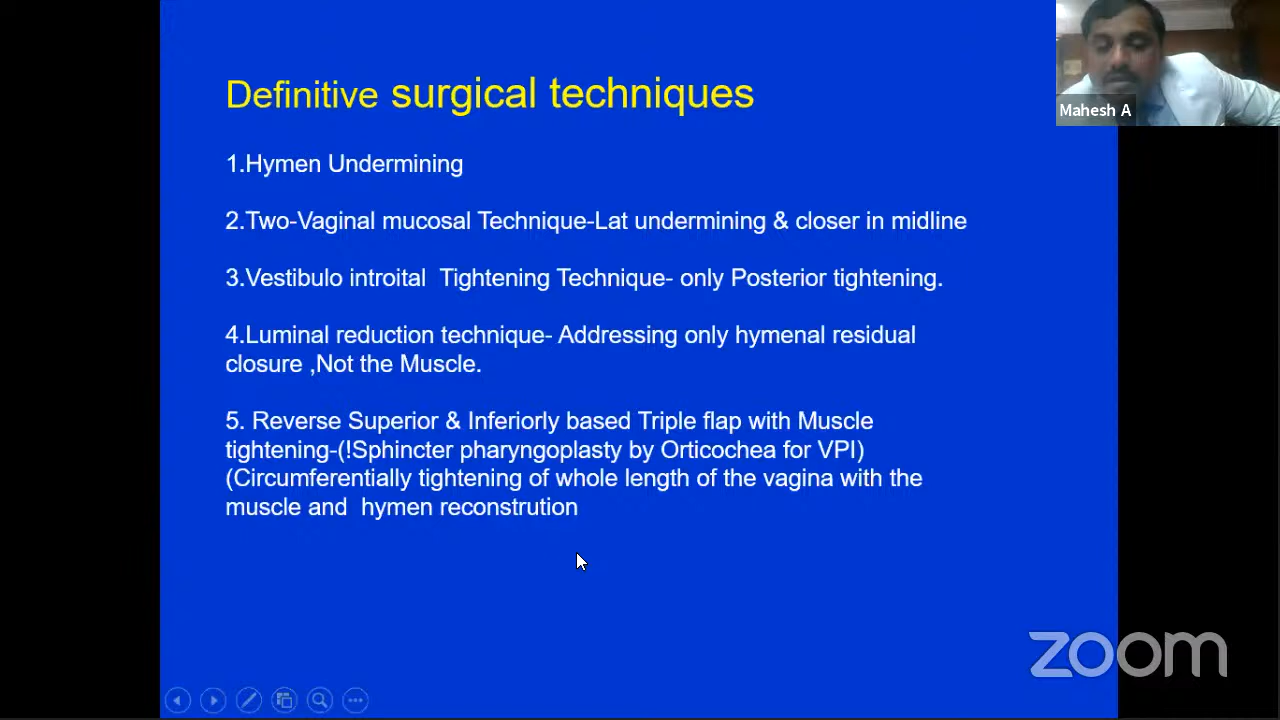 Definitive surgical techniques
Mahesh A
1.Hymen Undermining
2.Two-Vaginal mucosal Technique-Lat undermining & closer in midline
3.Vestibulo introital  Tightening Technique- only Posterior tightening.
4.Luminal reduction technique- Addressing only hymenal residual
closure ,Not the Muscle.
5. Reverse Superior & Inferiorly based Triple flap with Muscle
tightening-(!Sphincter pharyngoplasty by Orticochea for VPI)
(Circumferentially tightening of whole length of the vagina with the
muscle and  hymen reconstrution
zoom